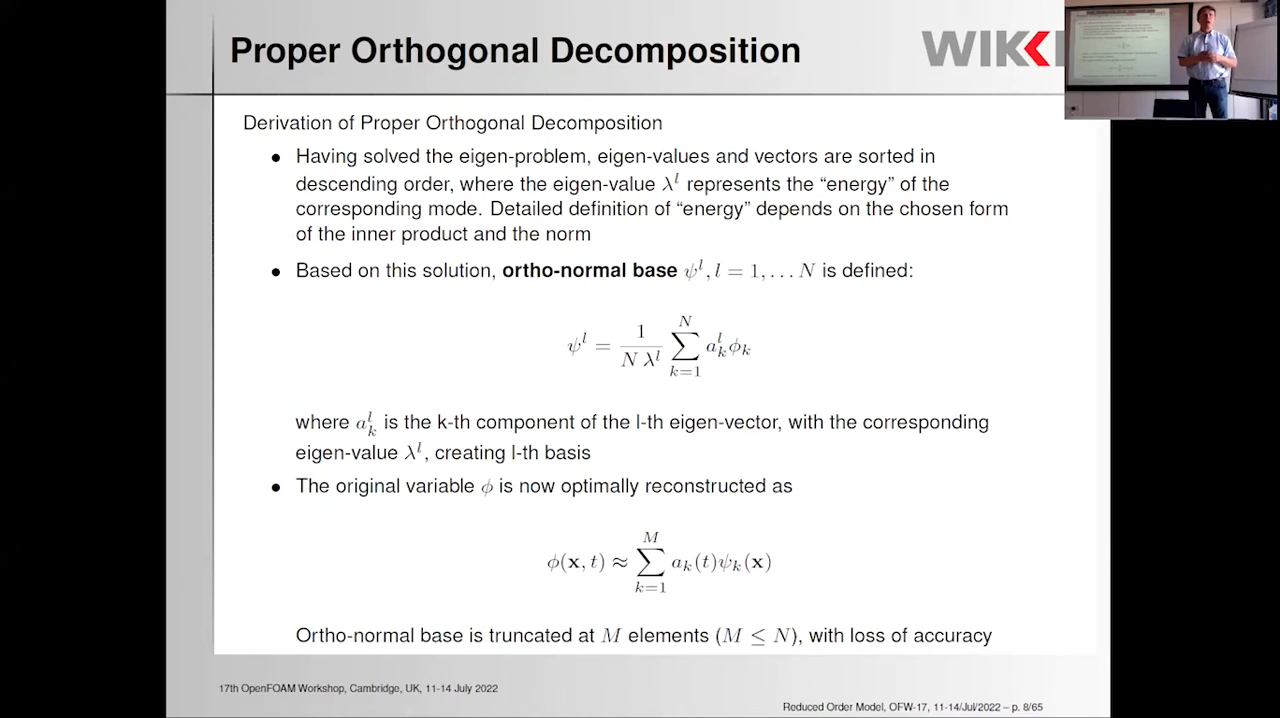 Proper Orthogonal Decomposition
WIKKI
Derivation of Proper Orthogonal Decomposition
• Having solved the eigen-problem, eigen-values and vectors are sorted in
descending order, where the eigen-value λ^l represents the “energy” of the
corresponding mode. Detailed definition of “energy” depends on the chosen form
of the inner product and the norm
• Based on this solution, ortho-normal base ψ^l, l = 1, . . . N is defined:
ψ^l = \frac{1}{N λ^l} \sum_{k=1}^{N} a_k^l ϕ_k
where a_k^l is the k-th component of the l-th eigen-vector, with the corresponding
eigen-value λ^l, creating l-th basis
• The original variable ϕ is now optimally reconstructed as
ϕ(x, t) ≈ \sum_{k=1}^{M} a_k(t)ψ_k(x)
Ortho-normal base is truncated at M elements (M ≤ N), with loss of accuracy
17th OpenFOAM Workshop, Cambridge, UK, 11-14 July 2022
Reduced Order Model, OFW-17, 11-14/Jul/2022 – p. 8/65